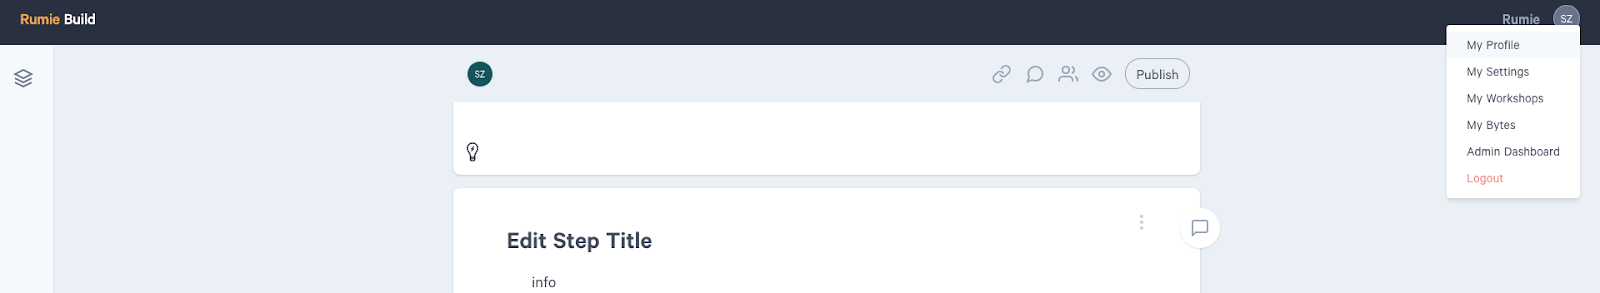 Rumie Build
Rumie SZ
My Profile
My Settings
My Workshops
My Bytes
Admin Dashboard
Logout
SZ
Publish
Edit Step Title
info